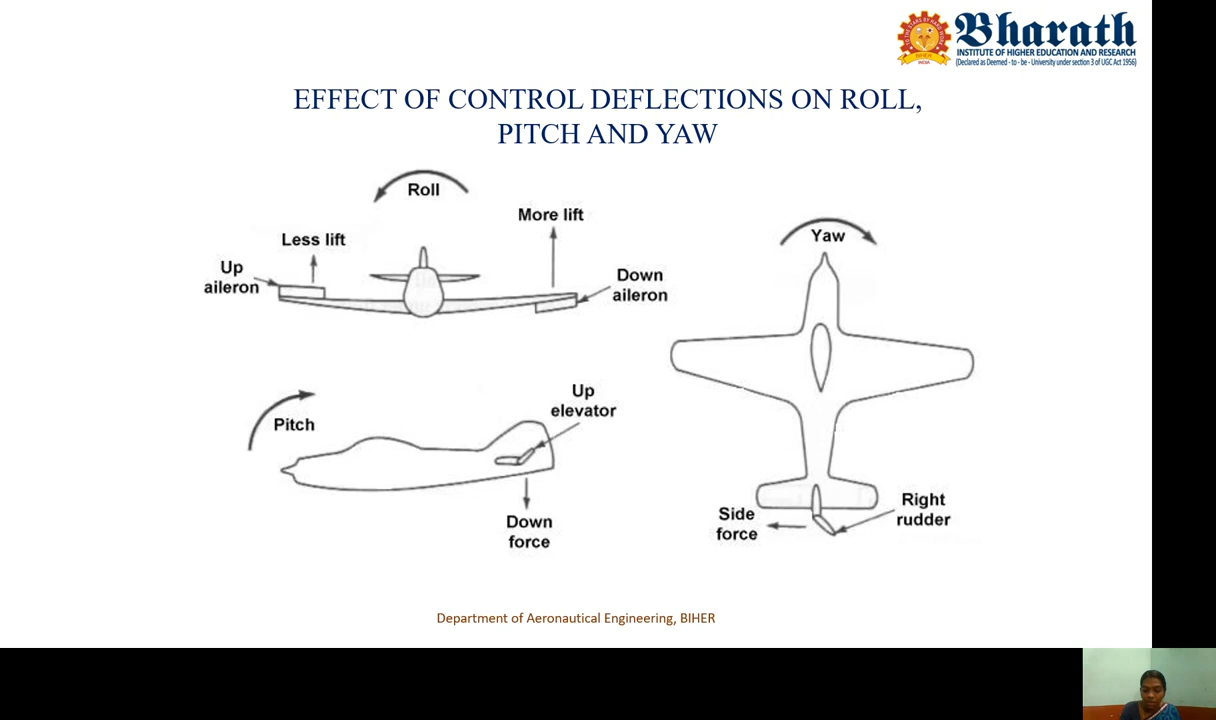 Bharath
INSTITUTE OF HIGHER EDUCATION AND RESEARCH
(Declared as Deemed - to - be - University under section 3 of UGC Act 1956)
BIHER
INDIA
EFFECT OF CONTROL DEFLECTIONS ON ROLL,
PITCH AND YAW
Roll
Less lift
More lift
Up
aileron
Down
aileron
Yaw
Pitch
Up
elevator
Down
force
Side
force
Right
rudder
Department of Aeronautical Engineering, BIHER